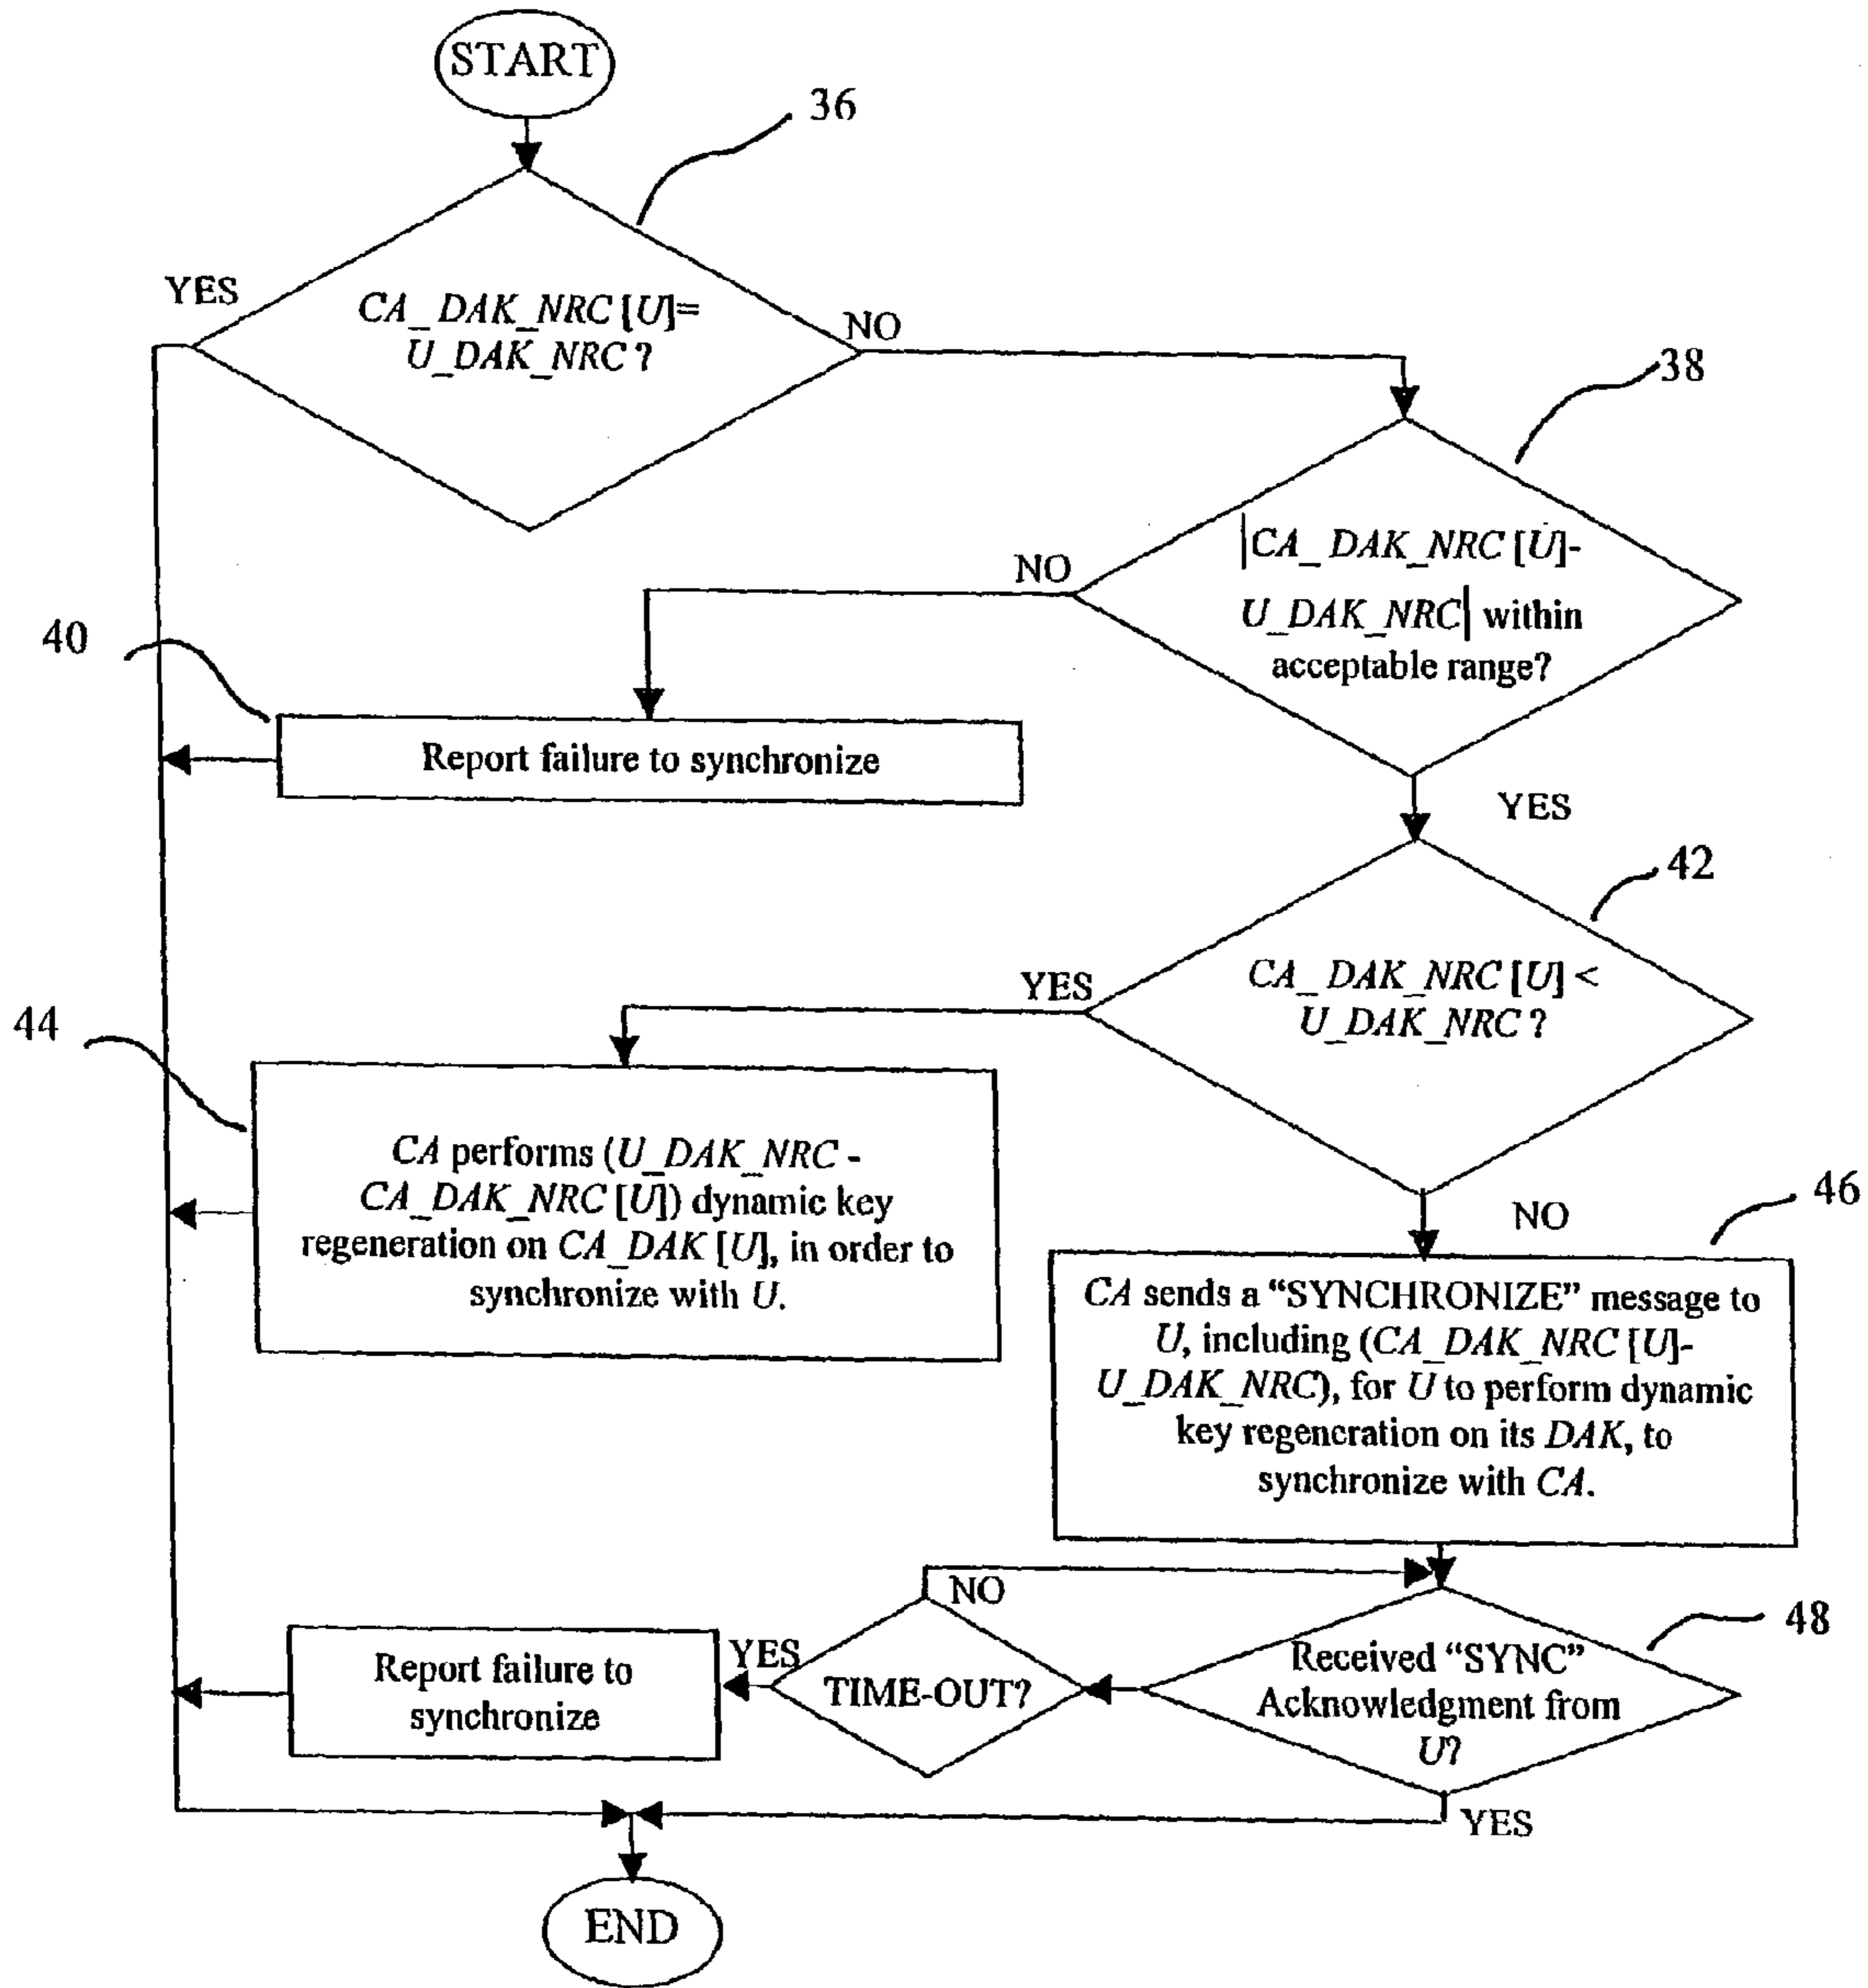 START
36
YES
CA_DAK_NRC [U]=
U_DAK_NRC ?
NO
38
|CA_DAK_NRC [U]-
U_DAK_NRC| within
acceptable range?
NO
40
Report failure to synchronize
YES
42
CA_DAK_NRC [U] <
U_DAK_NRC ?
YES
44
CA performs (U_DAK_NRC -
CA_DAK_NRC [U]) dynamic key
regeneration on CA_DAK [U], in order to
synchronize with U.
NO
46
CA sends a “SYNCHRONIZE” message to
U, including (CA_DAK_NRC [U]-
U_DAK_NRC), for U to perform dynamic
key regeneration on its DAK, to
synchronize with CA.
NO
48
Received “SYNC”
Acknowledgment from
U?
TIME-OUT?
YES
Report failure to
synchronize
YES
END